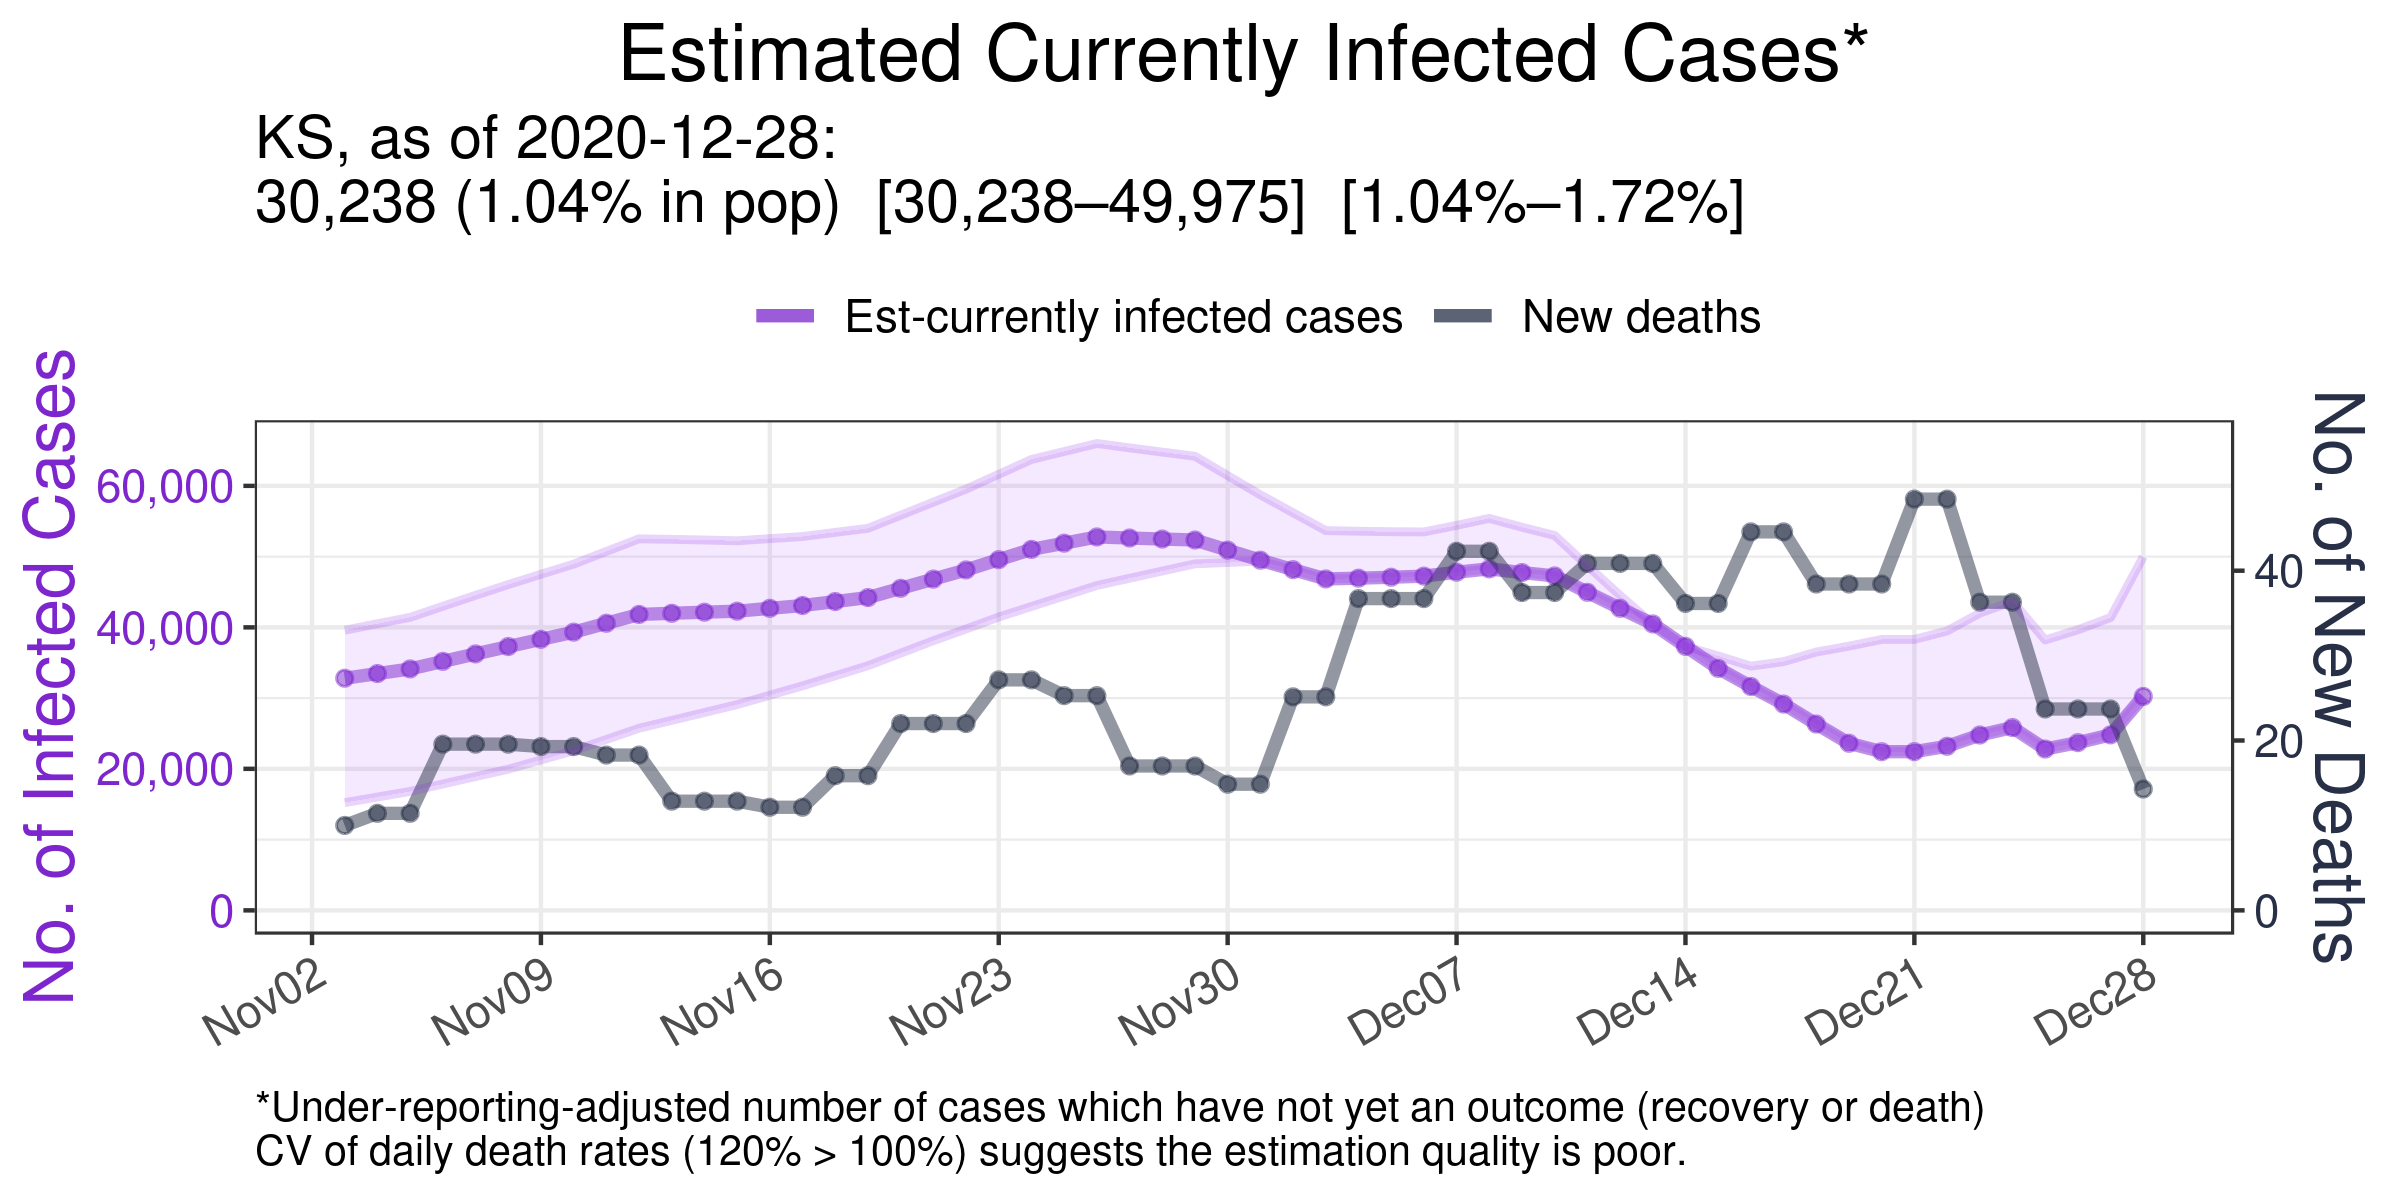 Estimated Currently Infected Cases*
KS, as of 2020-12-28:
30,238 (1.04% in pop)  [30,238–49,975]  [1.04%–1.72%]
Est-currently infected cases
New deaths
No. of Infected Cases
60,000
40,000
20,000
0
No. of New Deaths
40
20
0
Nov02
Nov09
Nov16
Nov23
Nov30
Dec07
Dec14
Dec21
Dec28
*Under-reporting-adjusted number of cases which have not yet an outcome (recovery or death)
CV of daily death rates (120% > 100%) suggests the estimation quality is poor.